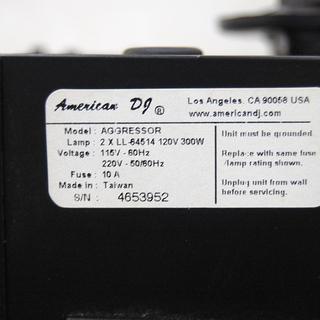 American DJ ®
Los Angeles, CA 90058 USA
www.americandj.com
Model : AGGRESSOR
Lamp : 2 X LL-64514 120V 300W
Voltage : 115V - 60Hz
220V - 50/60Hz
Fuse : 10 A
Made in : Taiwan
S/N : 4653952
Unit must be grounded.
Replace with same fuse
/lamp rating shown.
Unplug unit from wall
before servicing.